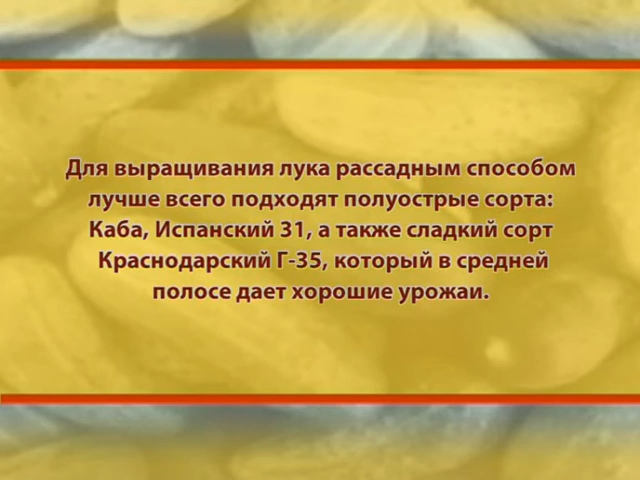 Для выращивания лука рассадным способом
лучше всего подходят полуострые сорта:
Каба, Испанский 31, а также сладкий сорт
Краснодарский Г-35, который в средней
полосе дает хорошие урожаи.